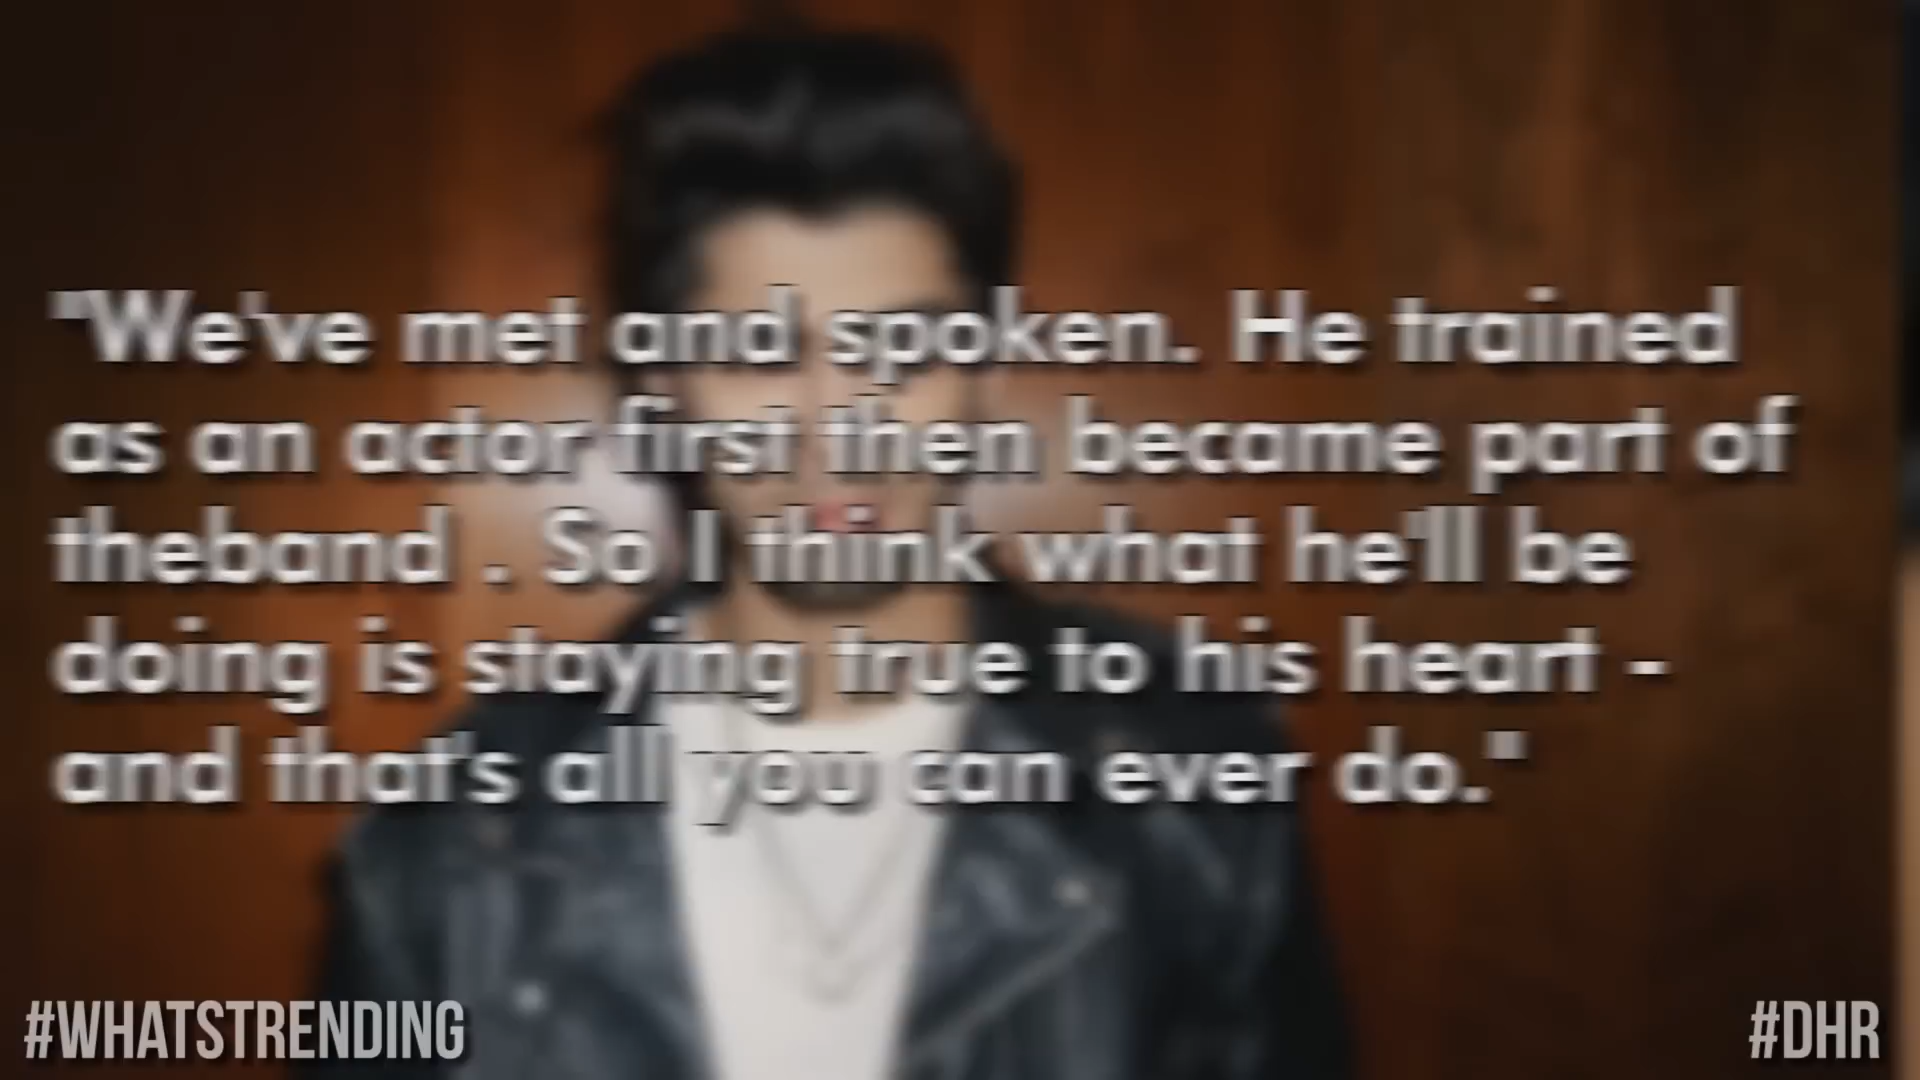 "We've met and spoken. He trained
as an actor first then became part of
theband . So I think what he'll be
doing is staying true to his heart -
and that's all you can ever do."
#WHATSTRENDING
#DHR